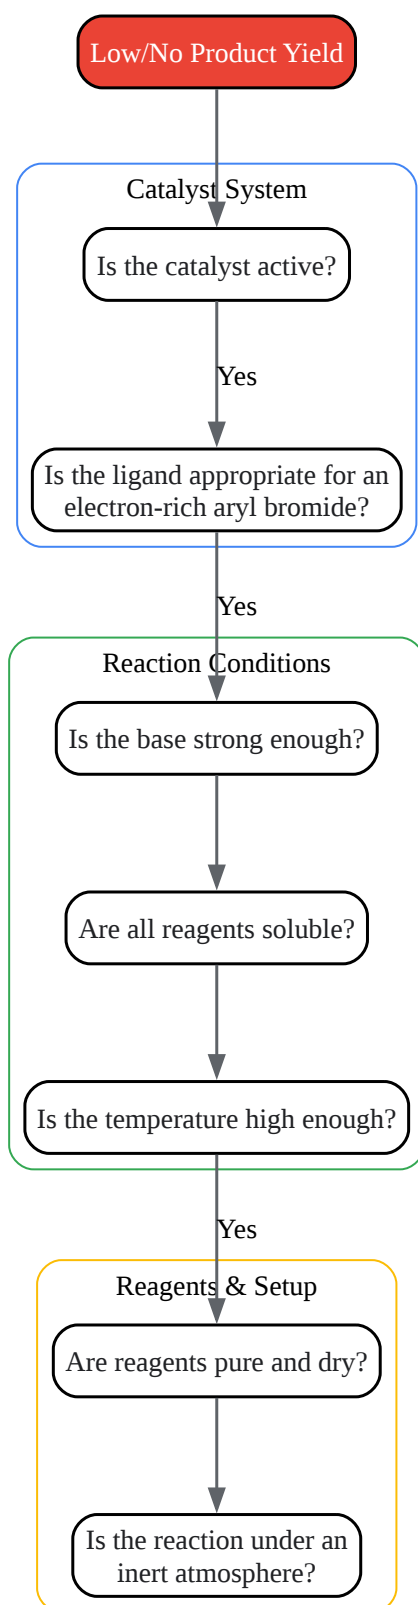 Low/No Product Yield
Catalyst System
Is the catalyst active?
Yes
Is the ligand appropriate for an
electron-rich aryl bromide?
Yes
Reaction Conditions
Is the base strong enough?
Are all reagents soluble?
Is the temperature high enough?
Yes
Reagents & Setup
Are reagents pure and dry?
Is the reaction under an
inert atmosphere?